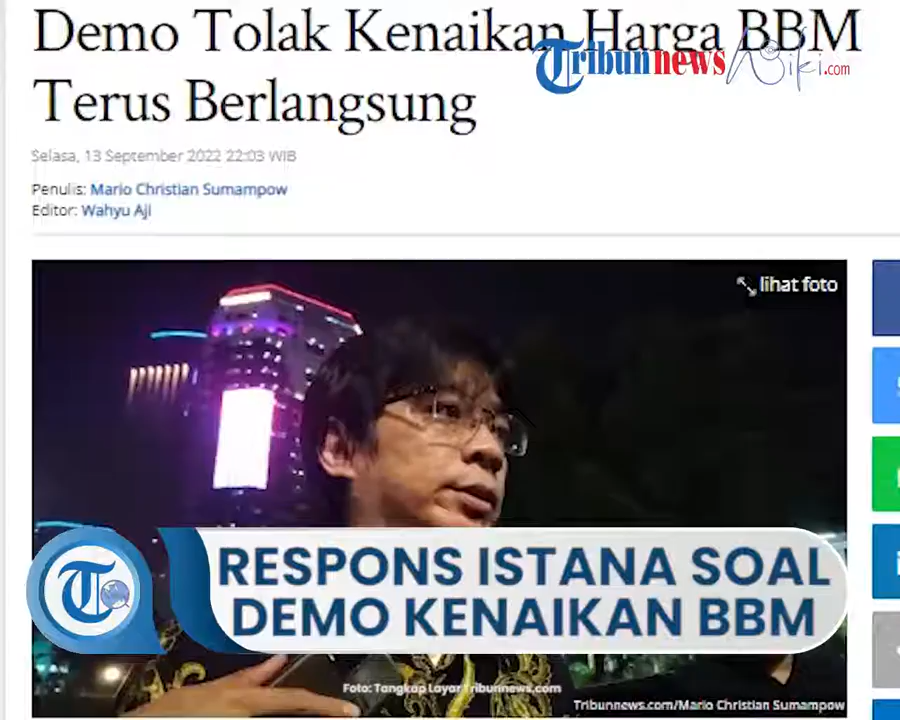 Demo Tolak Kenaikan Harga BBM
Tribunnews Wiki.com
Terus Berlangsung
Selasa, 13 September 2022 22:03 WIB
Penulis: Mario Christian Sumampow
Editor: Wahyu Aji
lihat foto
RESPONS ISTANA SOAL
DEMO KENAIKAN BBM
Foto: Tangkap Layar Tribunnews.com
Tribunnews.com/Mario Christian Sumampow